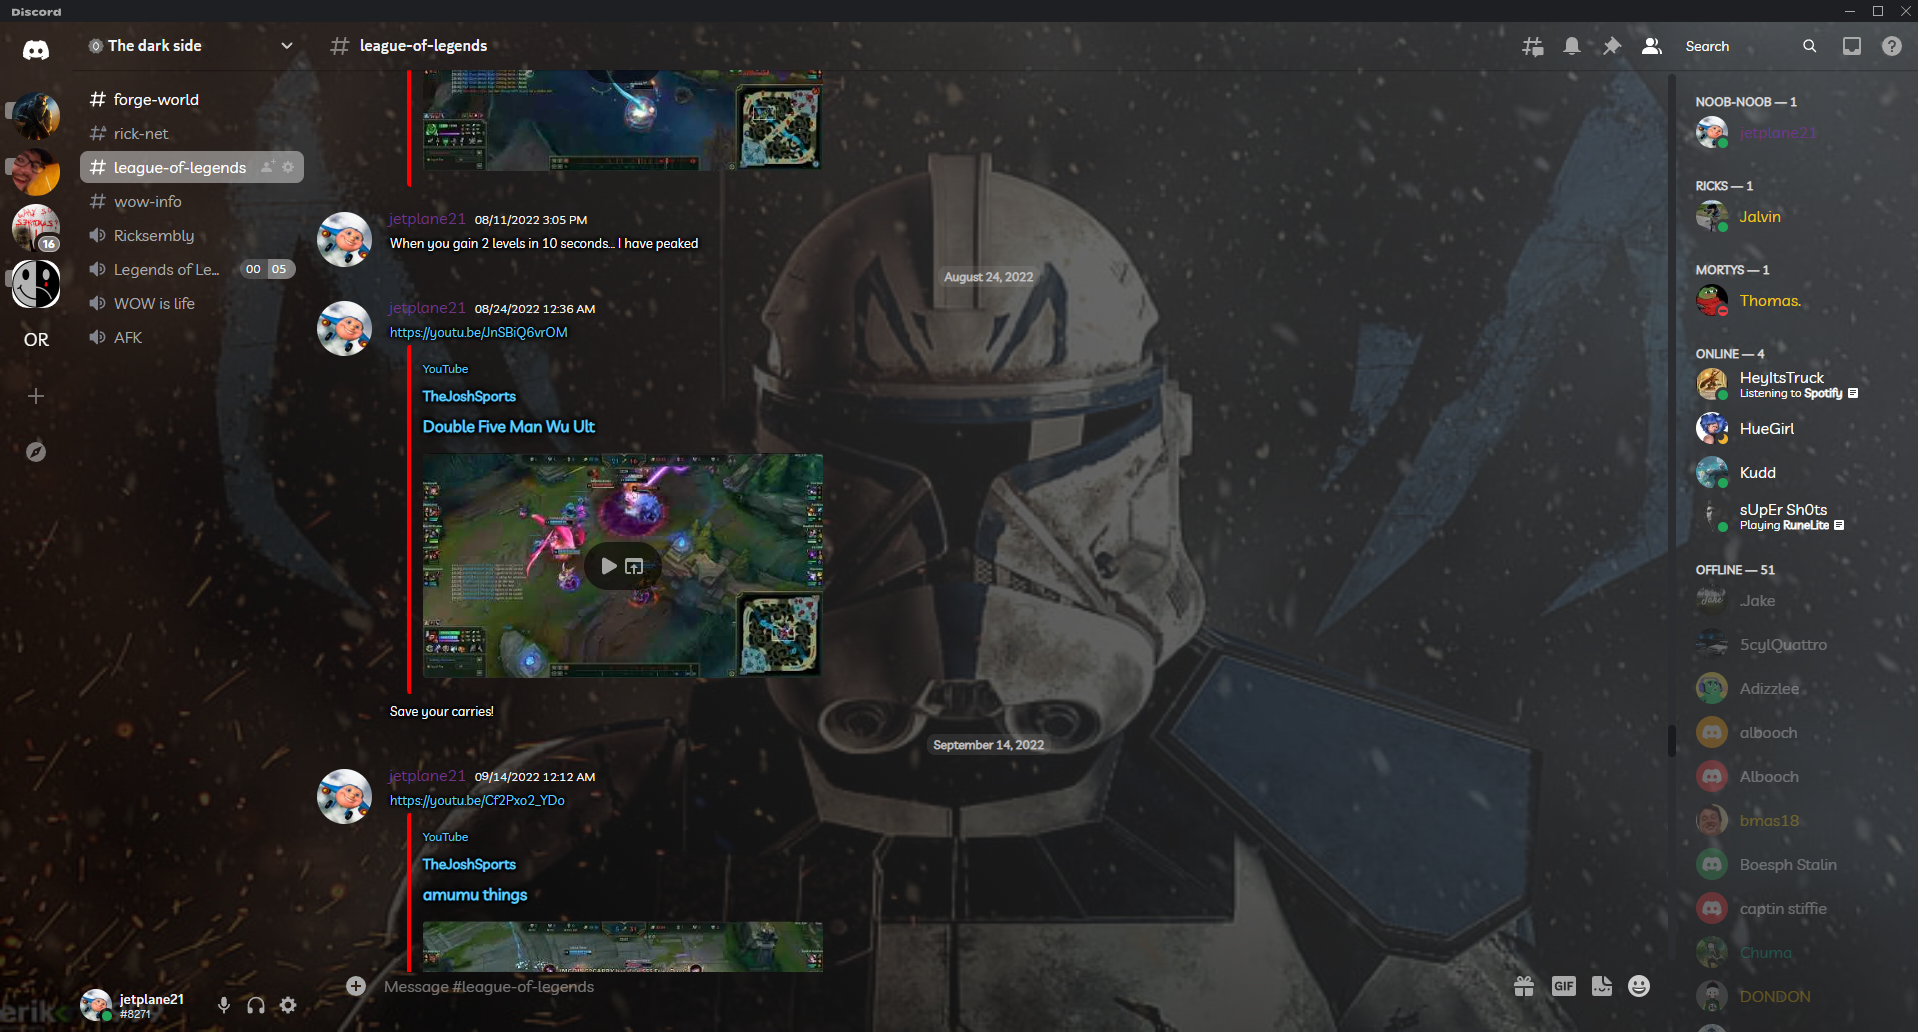 Discord
The dark side
league-of-legends
Search
forge-world
rick-net
league-of-legends
wow-info
Ricksembly
Legends of Le...
00 05
WOW is life
AFK
16
OR
jetplane21 08/11/2022 3:05 PM
When you gain 2 levels in 10 seconds... I have peaked
August 24, 2022
jetplane21 08/24/2022 12:36 AM
https://youtu.be/JnSBiQ6vrOM
YouTube
TheJoshSports
Double Five Man Wu Ult
Save your carries!
September 14, 2022
jetplane21 09/14/2022 12:12 AM
https://youtu.be/Cf2Pxo2_YDo
YouTube
TheJoshSports
amumu things
Message #league-of-legends
GIF
jetplane21
#8271
NOOB-NOOB — 1
jetplane21
RICKS — 1
Jalvin
MORTYS — 1
Thomas.
ONLINE — 4
HeyItsTruck
Listening to Spotify
HueGirl
Kudd
sUpEr Sh0ts
Playing RuneLite
OFFLINE — 51
.Jake
5cylQuattro
Adizzlee
albooch
Albooch
bmas18
Boesph Stalin
captin stiffie
Chuma
DONDON